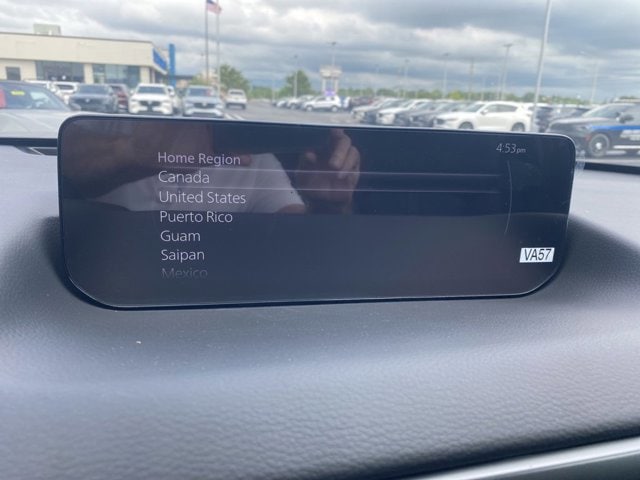 Home Region
4:53pm
Canada
United States
Puerto Rico
Guam
Saipan
VA57
Mexico